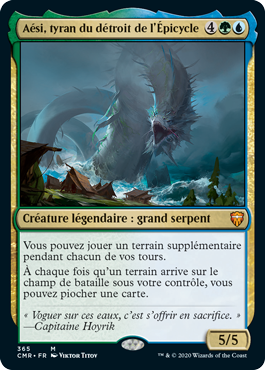 Aési, tyran du détroit de l'Épicycle 4
Créature légendaire : grand serpent
Vous pouvez jouer un terrain supplémentaire
pendant chacun de vos tours.
À chaque fois qu'un terrain arrive sur le
champ de bataille sous votre contrôle, vous
pouvez piocher une carte.
« Voguer sur ces eaux, c'est s'offrir en sacrifice. »
—Capitaine Hoyrik
5/5
365 M
CMR • FR Viktor Titov
™ & © 2020 Wizards of the Coast